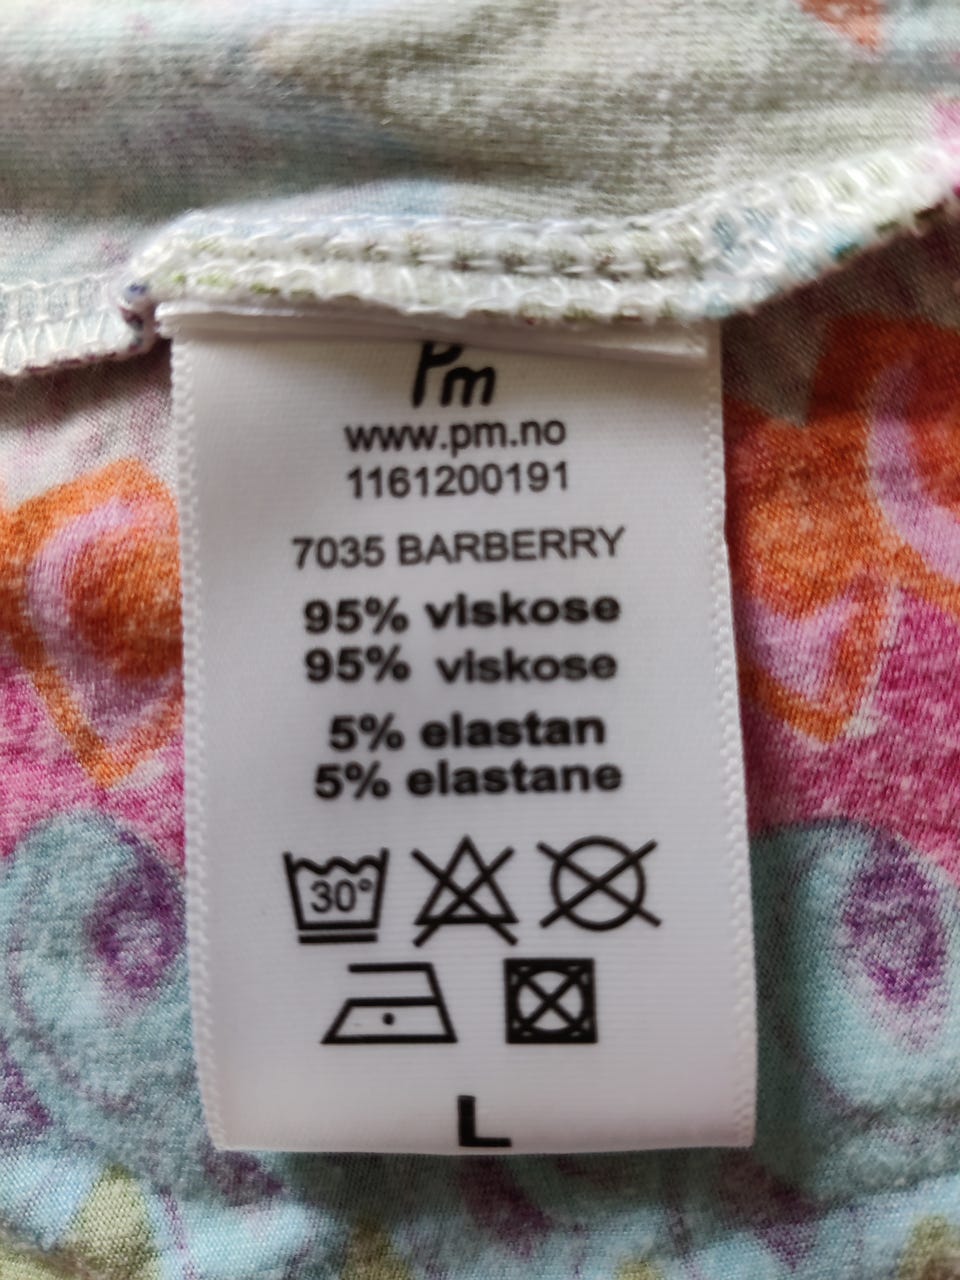 Pm
www.pm.no
1161200191
7035 BARBERRY
95% viskose
95% viskose
5% elastan
5% elastane
30°
L